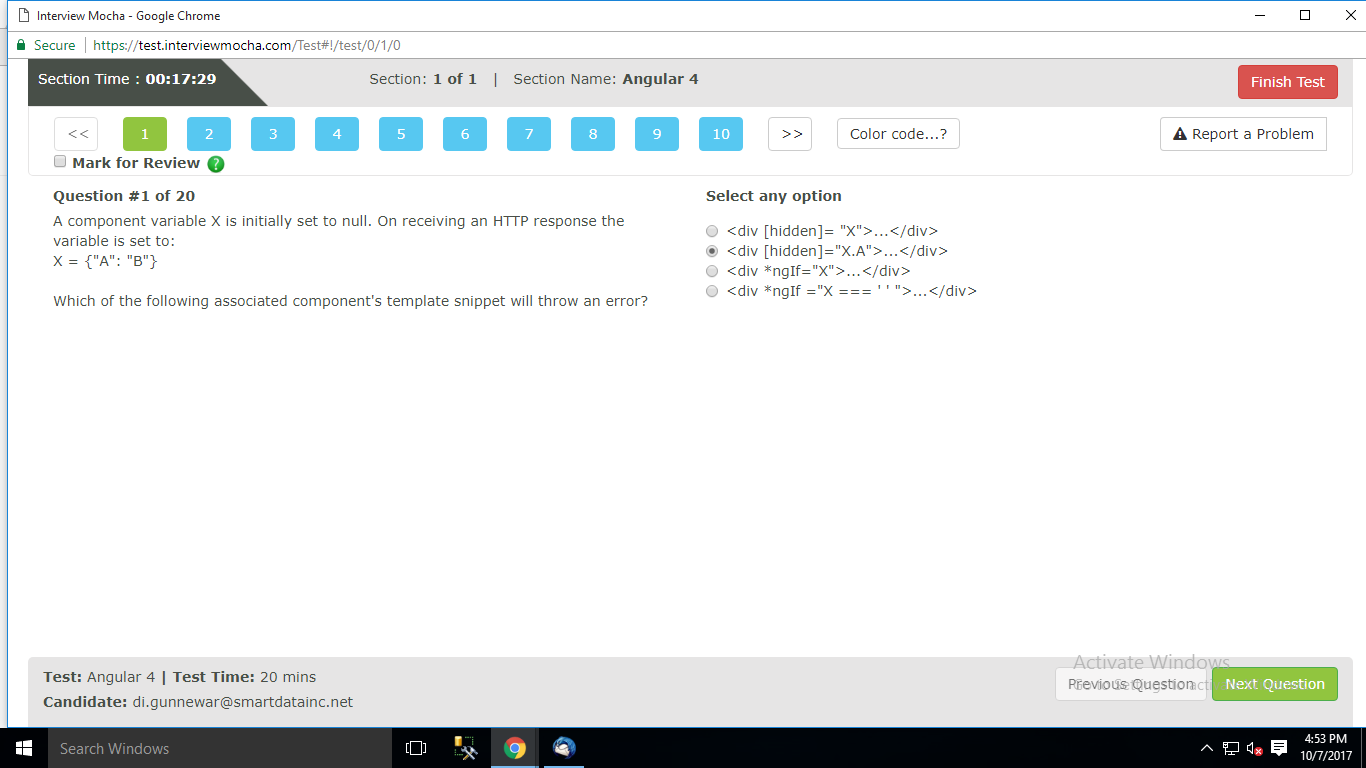 Interview Mocha - Google Chrome
Secure | https://test.interviewmocha.com/Test#!/test/0/1/0
Section Time : 00:17:29 Section: 1 of 1 | Section Name: Angular 4 Finish Test
<< 1 2 3 4 5 6 7 8 9 10 >> Color code...? Report a Problem
Mark for Review ?
Question #1 of 20
A component variable X is initially set to null. On receiving an HTTP response the
variable is set to:
X = {"A": "B"}
Which of the following associated component's template snippet will throw an error?
Select any option
<div [hidden]= "X">...</div>
<div [hidden]="X.A">...</div>
<div *ngIf="X">...</div>
<div *ngIf ="X === ' ' ">...</div>
Activate Windows
Test: Angular 4 | Test Time: 20 mins
Candidate: di.gunnewar@smartdatainc.net
Previous Question Next Question
Search Windows
4:53 PM
10/7/2017